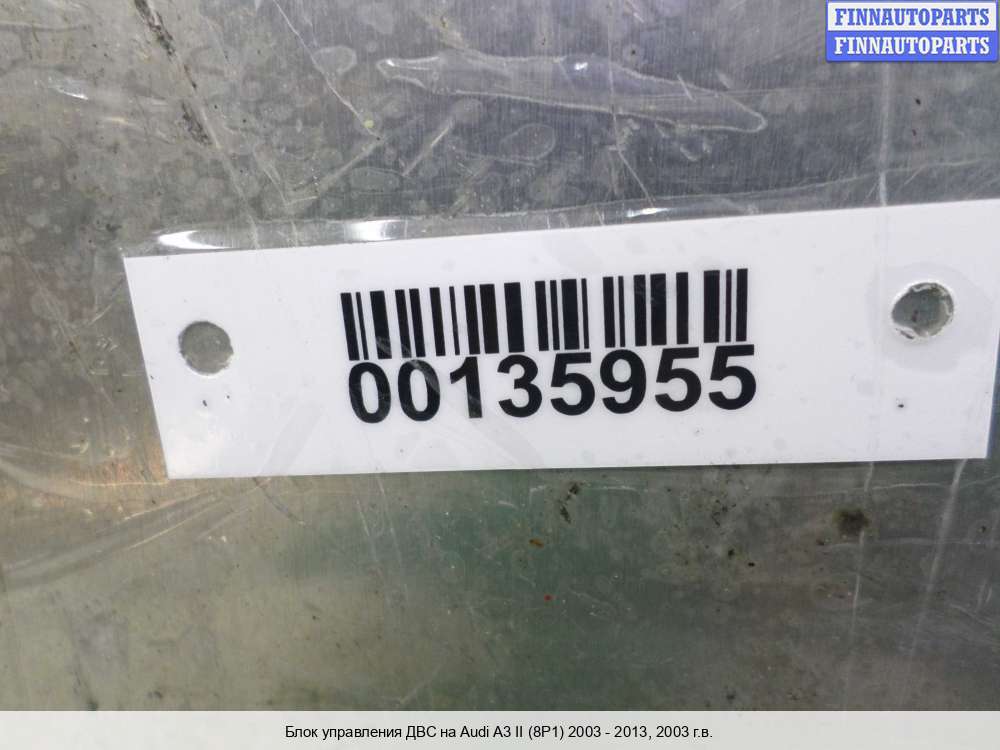 FINNAUTOPARTS
FINNAUTOPARTS
00135955
Блок управления ДВС на Audi A3 II (8P1) 2003 - 2013, 2003 г.в.